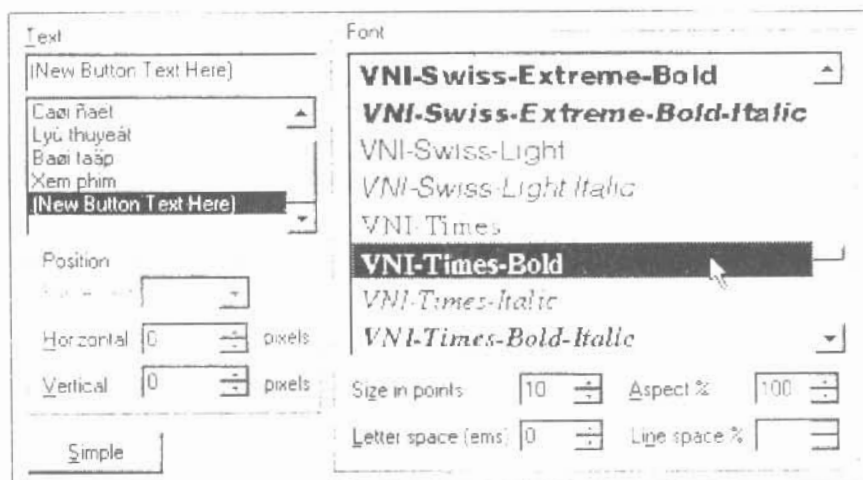 Text
(New Button Text Here)
Caøi ñaët
Lyù thuyeát
Baøi taäp
Xem phim
(New Button Text Here)
Position
Horizontal 0 pixels
Vertical 0 pixels
Simple
Font
VNI-Swiss-Extreme-Bold
VNI-Swiss-Extreme-Bold-Italic
VNI-Swiss-Light
VNI-Swiss-Light Italic
VNI-Times
VNI-Times-Bold
VNI-Times-Italic
VNI-Times-Bold-Italic
Size in points 10 Aspect % 100
Letter space (ems) 0 Line space %